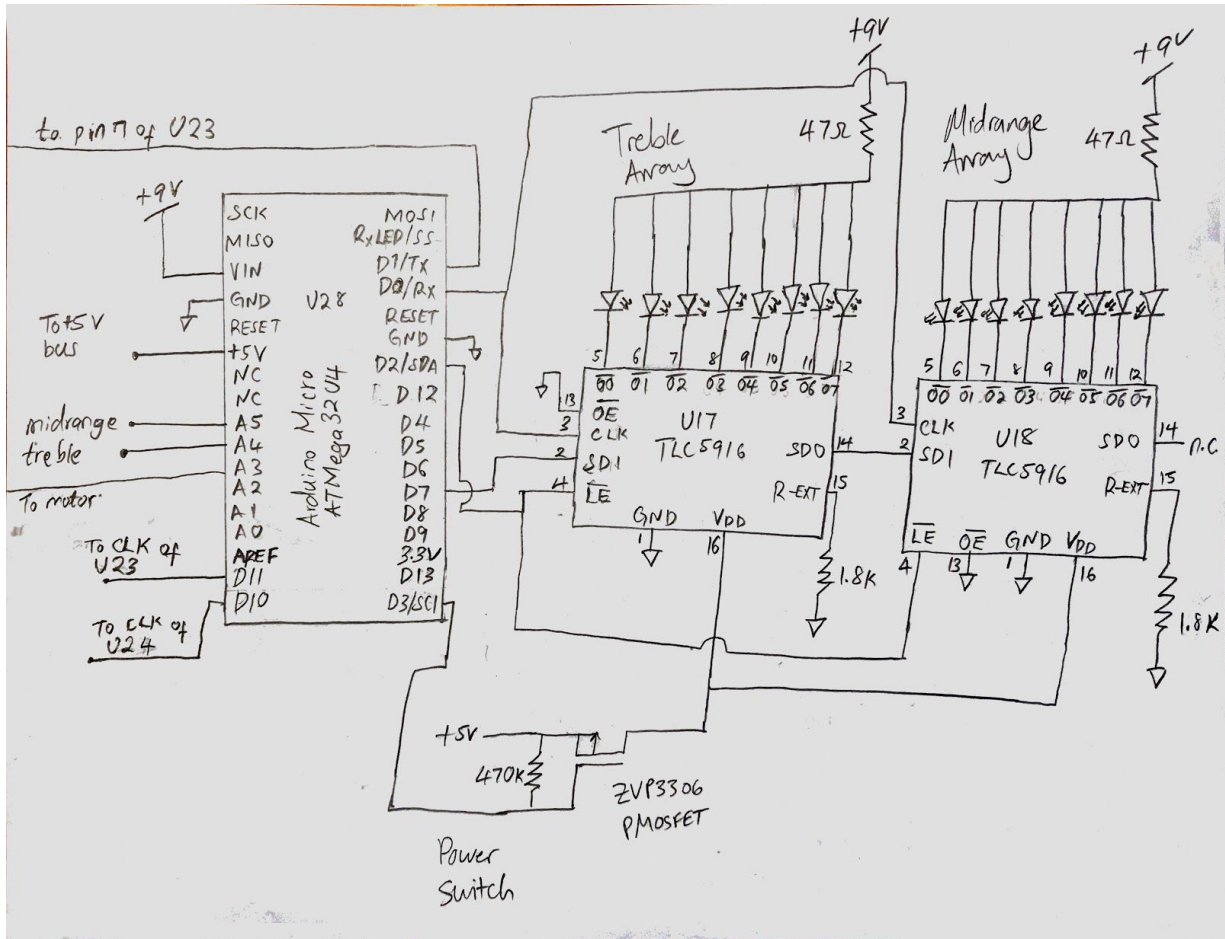 +9V
+9V
to pin 7 of U23
Treble
Array
47Ω
Midrange
Array
47Ω
+9V
SCK
MISO
VIN
GND
RESET
+5V
NC
NC
A5
A4
A3
A2
A1
A0
AREF
D11
D10
U28
Arduino Micro
ATMega32U4
MOSI
RxLED/SS
D1/TX
D0/RX
RESET
GND
D2/SDA
D12
D4
D5
D6
D7
D8
D9
3.3V
D13
D3/SCl
To +5V
bus
midrange
treble
To motor
To CLK of
U23
To CLK of
U24
5 6 7 8 9 10 11 12
O0 O1 O2 O3 O4 O5 O6 O7
13
OE
3
CLK
2
SDI
4
LE
U17
TLC5916
SDO
14
R-EXT
15
GND
1
VDD
16
1.8K
5 6 7 8 9 10 11 12
O0 O1 O2 O3 O4 O5 O6 O7
3
CLK
2
SDI
U18
TLC5916
SDO
14
n.c.
R-EXT
15
LE
OE
GND
VDD
4
13
1
16
1.8K
+5V
470K
ZVP3306
PMOSFET
Power
Switch